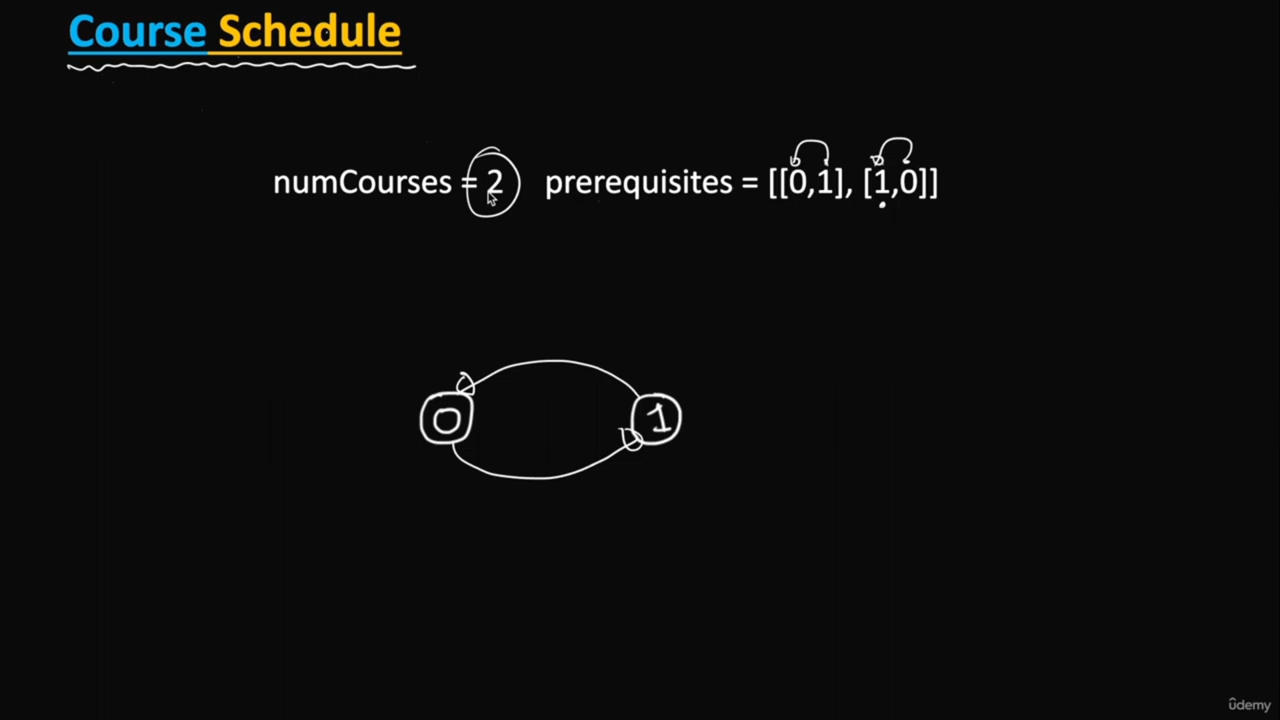 Course Schedule
numCourses = 2 prerequisites = [[0,1], [1,0]]
0 1
ûdemy